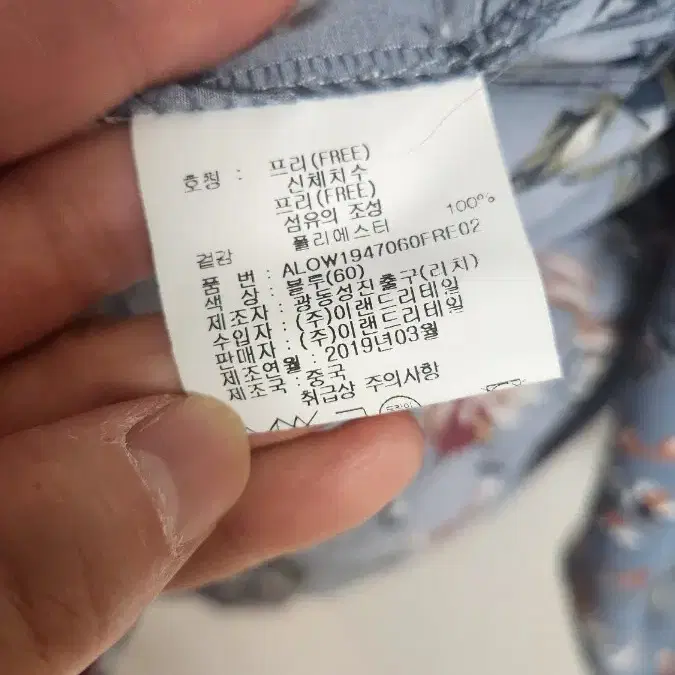 호칭 : 프리(FREE)
신체치수
프리(FREE)
섬유의 조성
겉감 폴리에스터 100%
품 번 : ALOW1947060FRE02
색 상 : 블루(60)
제조자 : 광동성진출구(리치)
수입자 : (주)이랜드리테일
판매자 : (주)이랜드리테일
제조연월 : 2019년03월
제조국 : 중국
취급상 주의사항